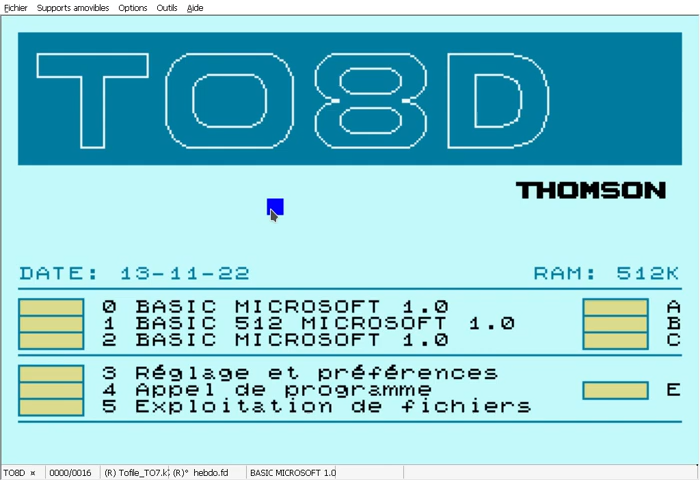 Fichier Supports amovibles Options Outils Aide
TO8D
THOMSON
DATE: 13-11-22 RAM: 512K
0 BASIC MICROSOFT 1.0 A
1 BASIC 512 MICROSOFT 1.0 B
2 BASIC MICROSOFT 1.0 C
3 Réglage et préférences
4 Appel de programme E
5 Exploitation de fichiers
TO8D × 0000/0016 (R) Tofile_TO7.k (R)° hebdo.fd BASIC MICROSOFT 1.0